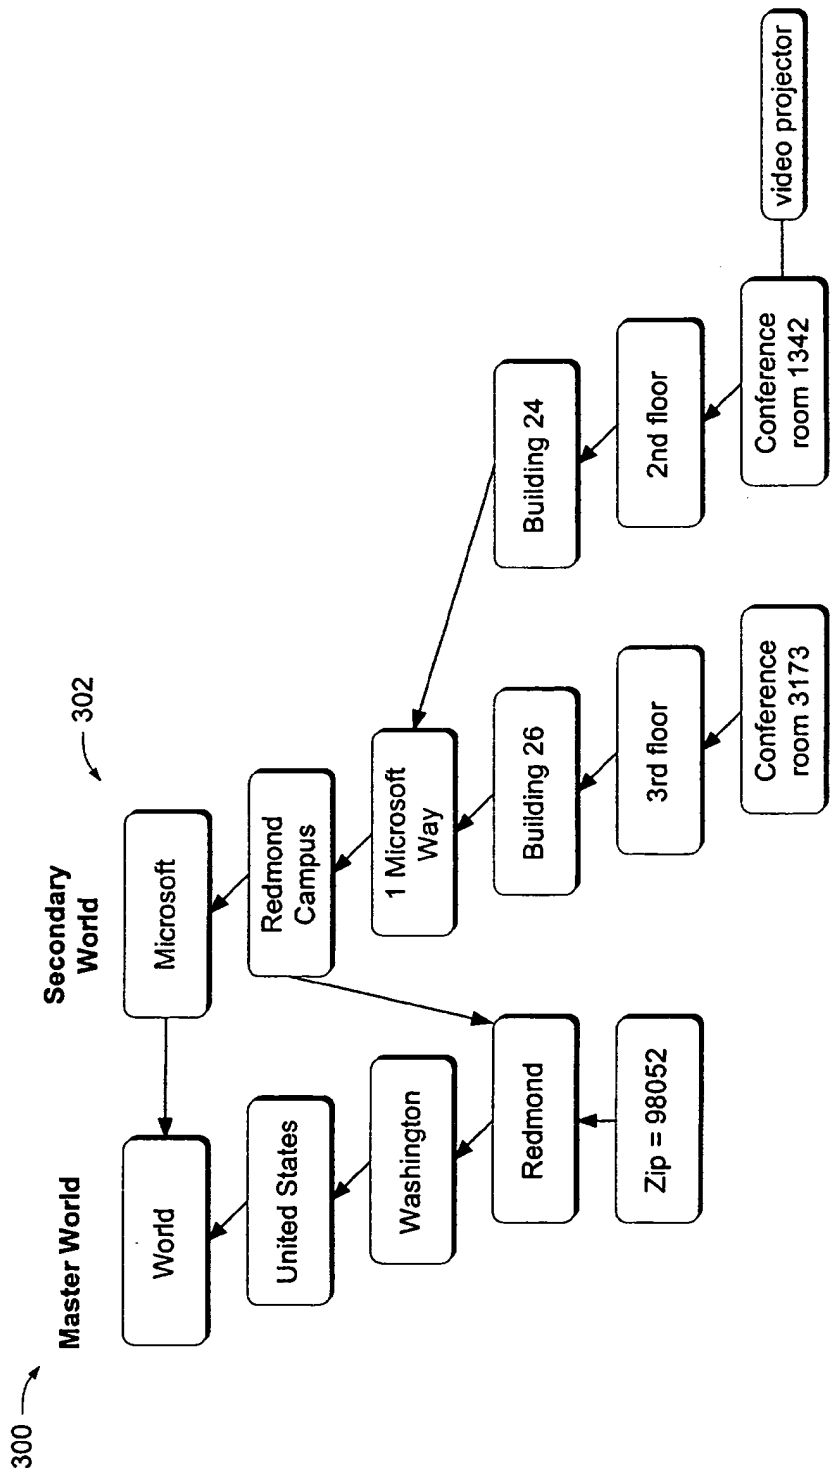 300
Master World
Secondary
World
302
World
Microsoft
United States
Redmond
Campus
Washington
1 Microsoft
Way
Redmond
Building 26
Building 24
Zip = 98052
3rd floor
2nd floor
Conference
room 3173
Conference
room 1342
video projector